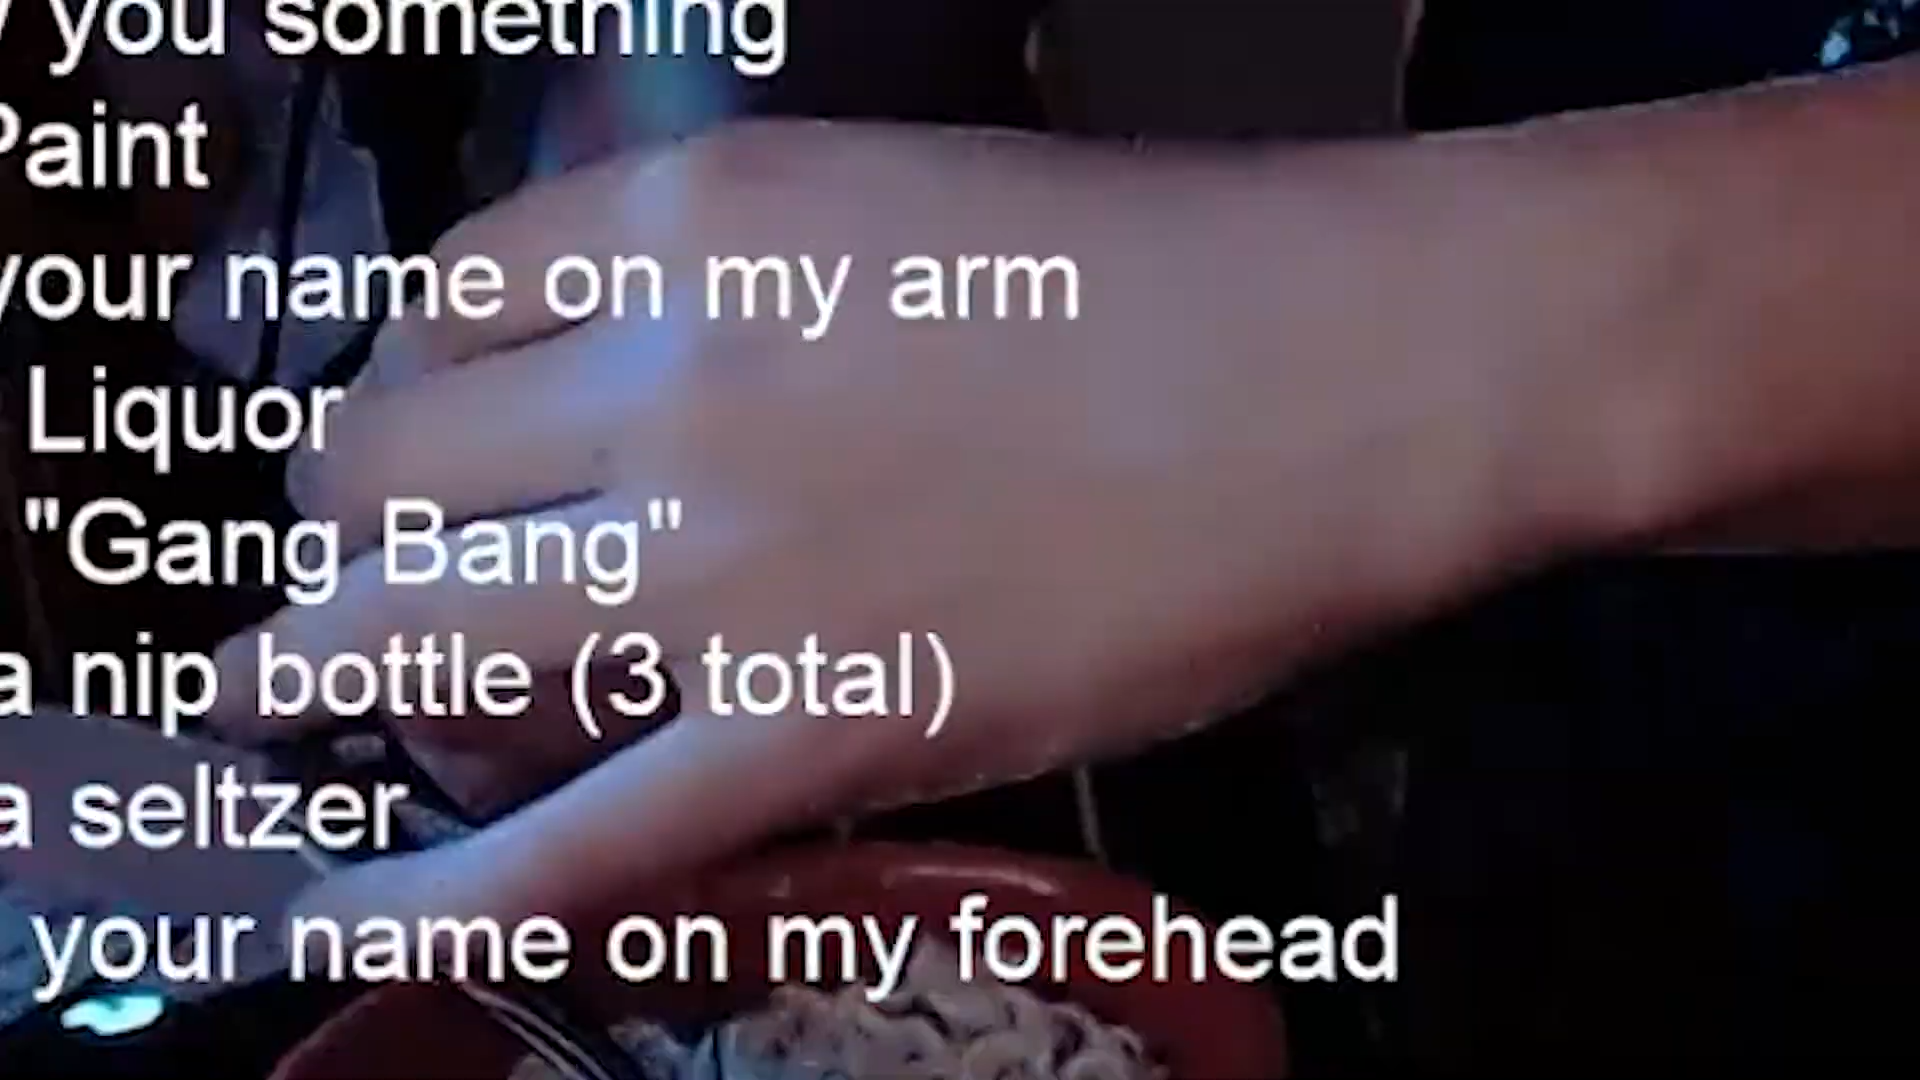 you something
Paint
your name on my arm
Liquor
"Gang Bang"
a nip bottle (3 total)
a seltzer
your name on my forehead